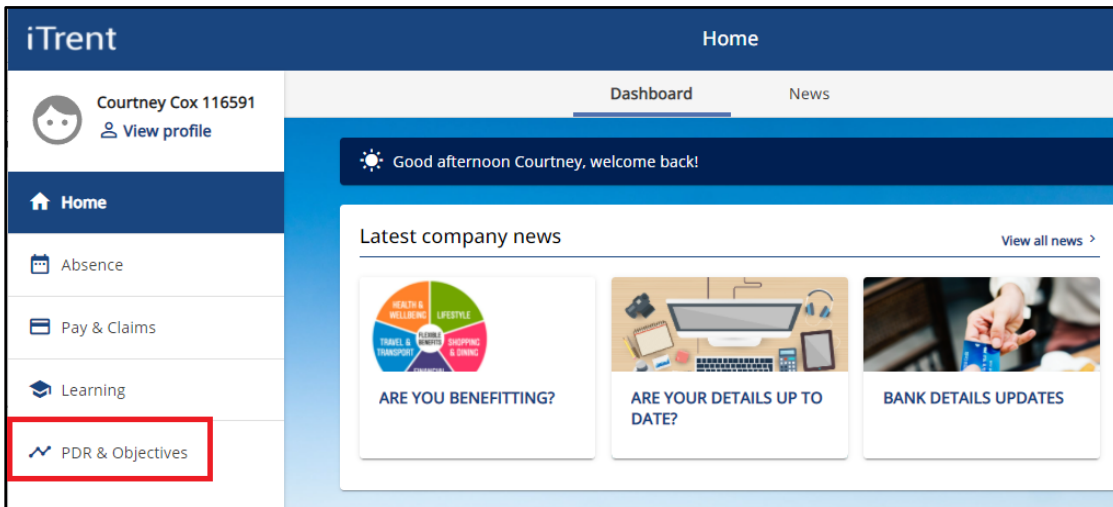 iTrent
Home
Courtney Cox 116591
View profile
Dashboard
News
Good afternoon Courtney, welcome back!
Home
Absence
Pay & Claims
Learning
PDR & Objectives
Latest company news
View all news >
HEALTH &
WELLBEING
LIFESTYLE
TRAVEL &
TRANSPORT
FLEXIBLE
BENEFITS
SHOPPING
& DINING
FINANCIAL
ARE YOU BENEFITTING?
ARE YOUR DETAILS UP TO
DATE?
BANK DETAILS UPDATES